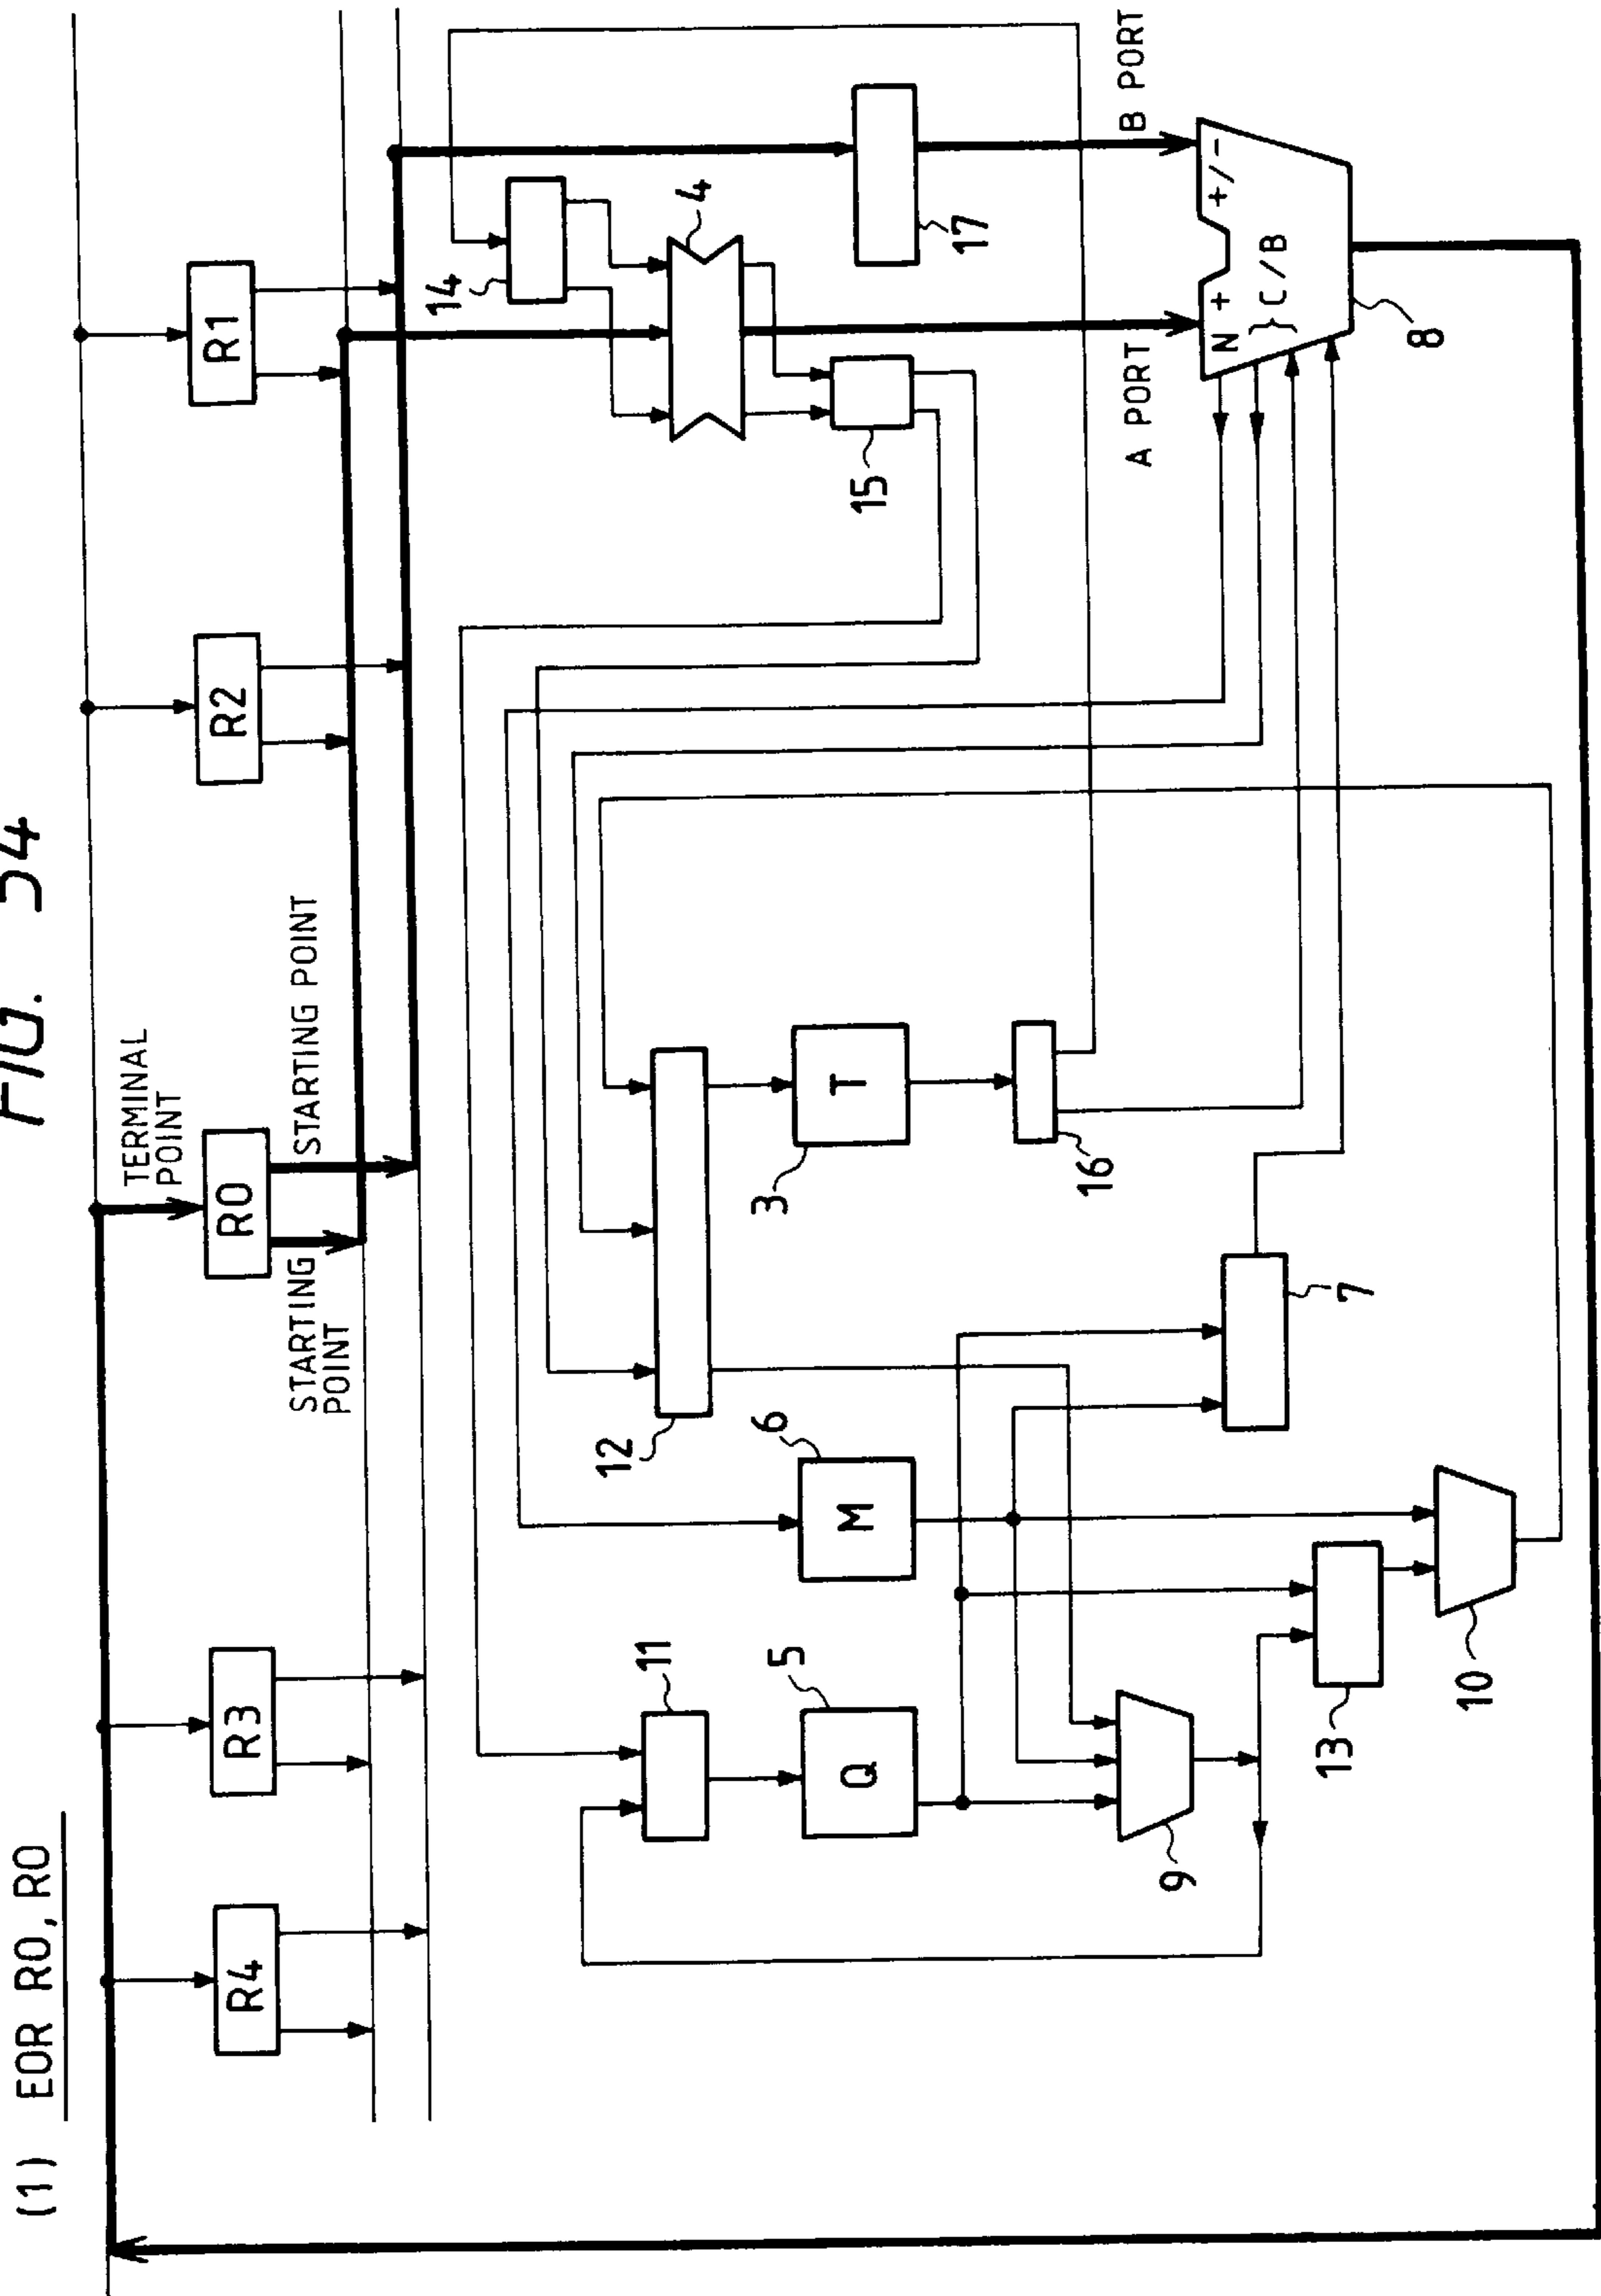 FIG. 54
(1) EOR R0, R0
R4
R3
TERMINAL
POINT
R0
STARTING
POINT
STARTING POINT
R2
R1
14
4
15
17
11
5
Q
6
M
12
3
T
16
7
9
13
10
A PORT
B PORT
N + +/-
} C/B
8